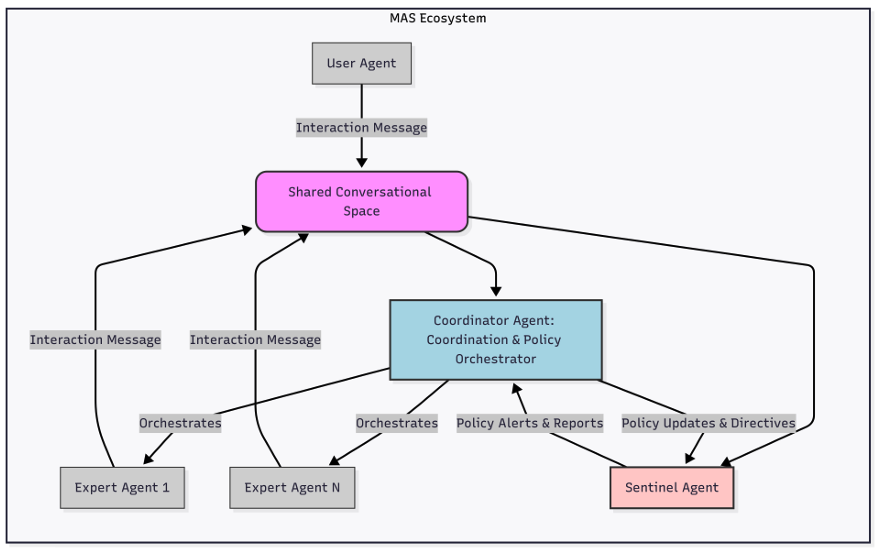 MAS Ecosystem
User Agent
Interaction Message
Shared Conversational
Space
Coordinator Agent:
Coordination & Policy
Orchestrator
Interaction Message
Interaction Message
Orchestrates
Orchestrates
Policy Alerts & Reports
Policy Updates & Directives
Expert Agent 1
Expert Agent N
Sentinel Agent